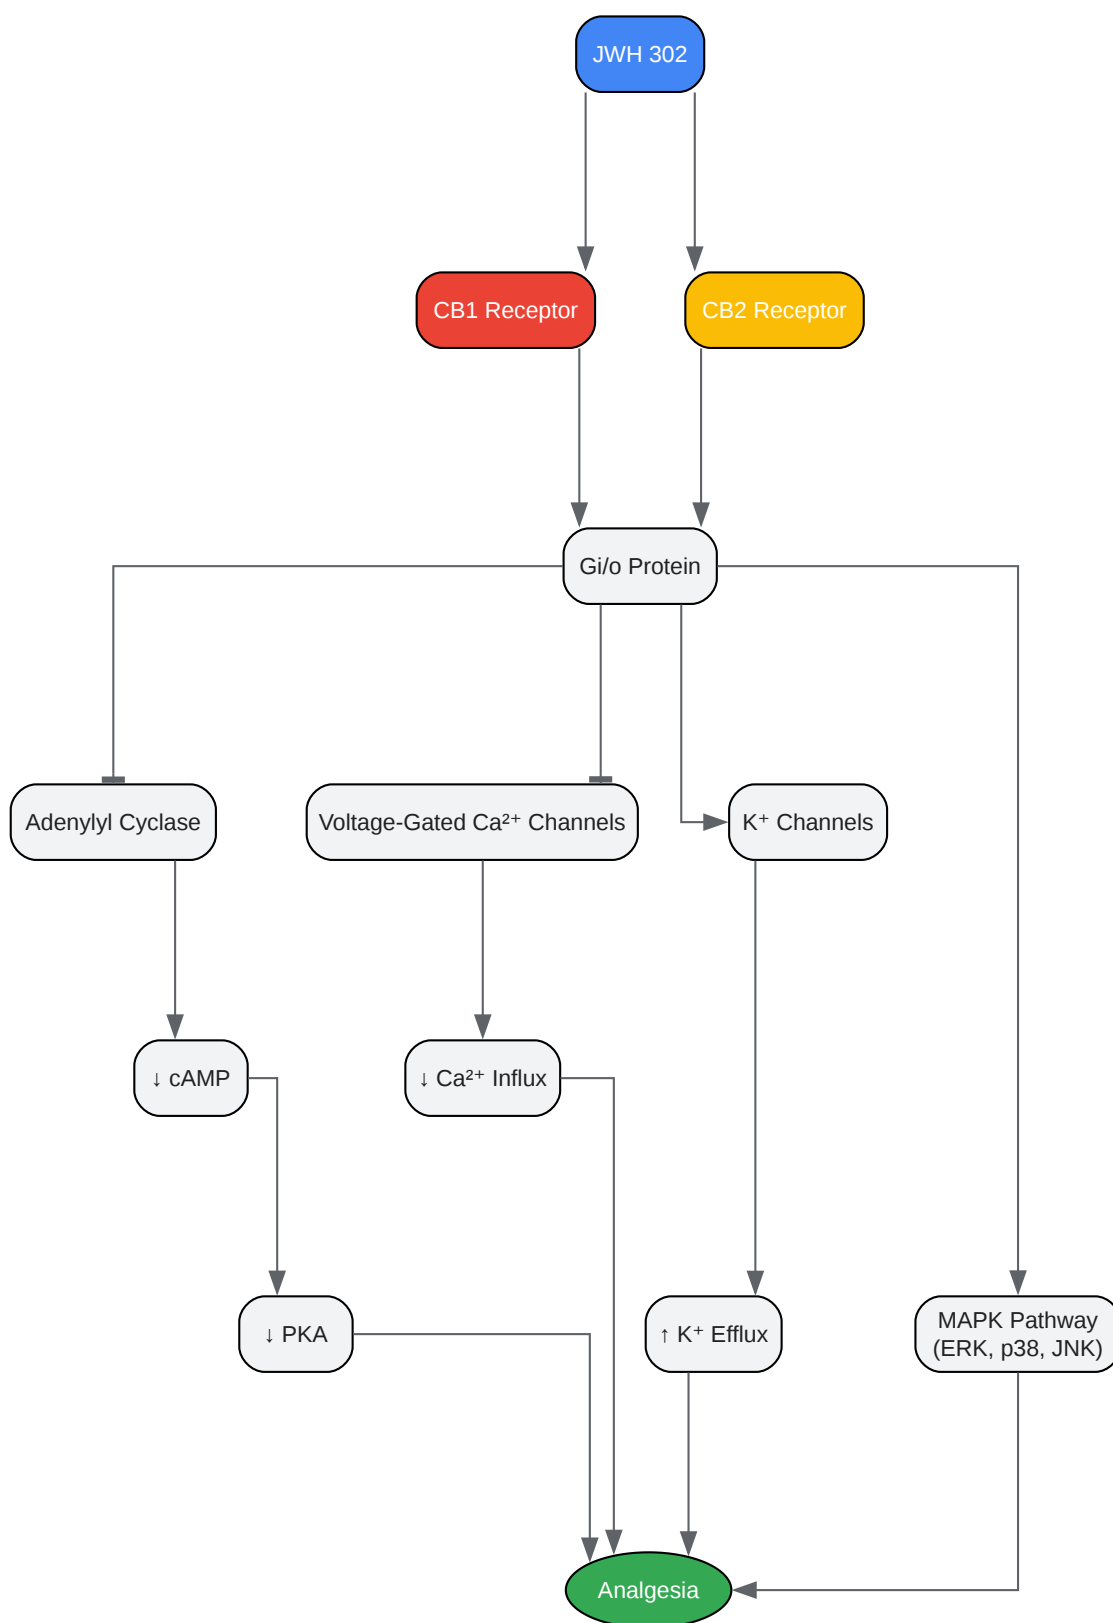 JWH 302
CB1 Receptor
CB2 Receptor
Gi/o Protein
Adenylyl Cyclase
Voltage-Gated Ca²⁺ Channels
K⁺ Channels
↓ cAMP
↓ Ca²⁺ Influx
↓ PKA
↑ K⁺ Efflux
MAPK Pathway
(ERK, p38, JNK)
Analgesia